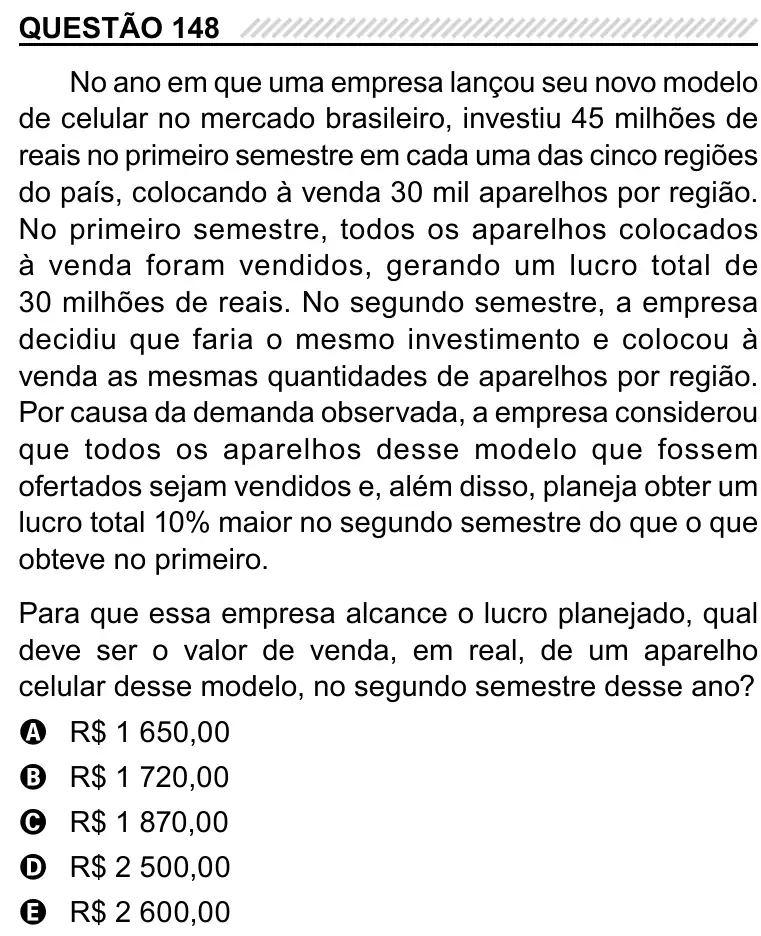 QUESTÃO 148
No ano em que uma empresa lançou seu novo modelo
de celular no mercado brasileiro, investiu 45 milhões de
reais no primeiro semestre em cada uma das cinco regiões
do país, colocando à venda 30 mil aparelhos por região.
No primeiro semestre, todos os aparelhos colocados
à venda foram vendidos, gerando um lucro total de
30 milhões de reais. No segundo semestre, a empresa
decidiu que faria o mesmo investimento e colocou à
venda as mesmas quantidades de aparelhos por região.
Por causa da demanda observada, a empresa considerou
que todos os aparelhos desse modelo que fossem
ofertados sejam vendidos e, além disso, planeja obter um
lucro total 10% maior no segundo semestre do que o que
obteve no primeiro.
Para que essa empresa alcance o lucro planejado, qual
deve ser o valor de venda, em real, de um aparelho
celular desse modelo, no segundo semestre desse ano?
A R$ 1 650,00
B R$ 1 720,00
C R$ 1 870,00
D R$ 2 500,00
E R$ 2 600,00